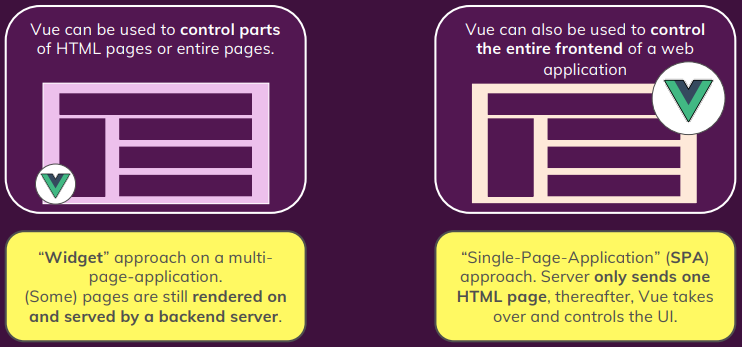 Vue can be used to control parts
of HTML pages or entire pages.
“Widget” approach on a multi-
page-application.
(Some) pages are still rendered on
and served by a backend server.
Vue can also be used to control
the entire frontend of a web
application
“Single-Page-Application” (SPA)
approach. Server only sends one
HTML page, thereafter, Vue takes
over and controls the UI.